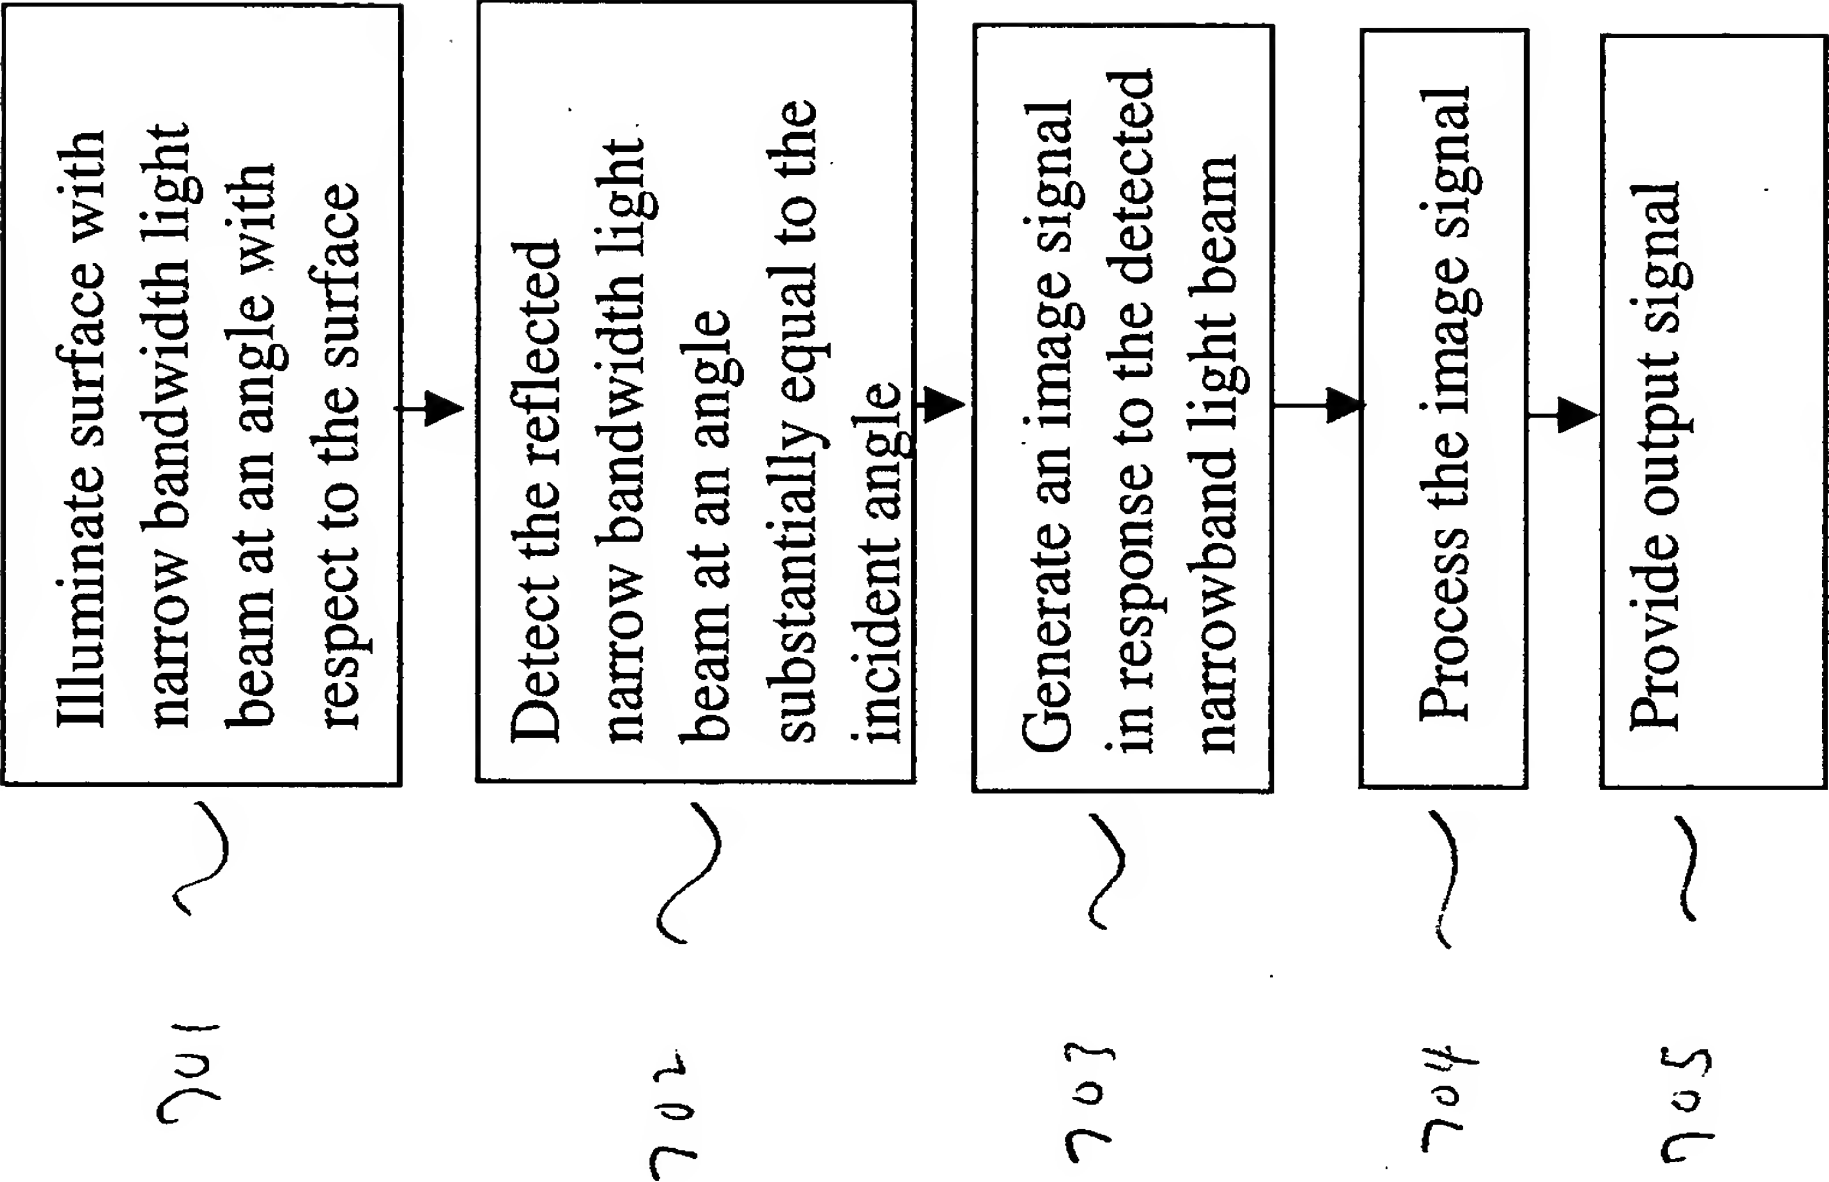 701
Illuminate surface with
narrow bandwidth light
beam at an angle with
respect to the surface
702
Detect the reflected
narrow bandwidth light
beam at an angle
substantially equal to the
incident angle
703
Generate an image signal
in response to the detected
narrowband light beam
704
Process the image signal
705
Provide output signal